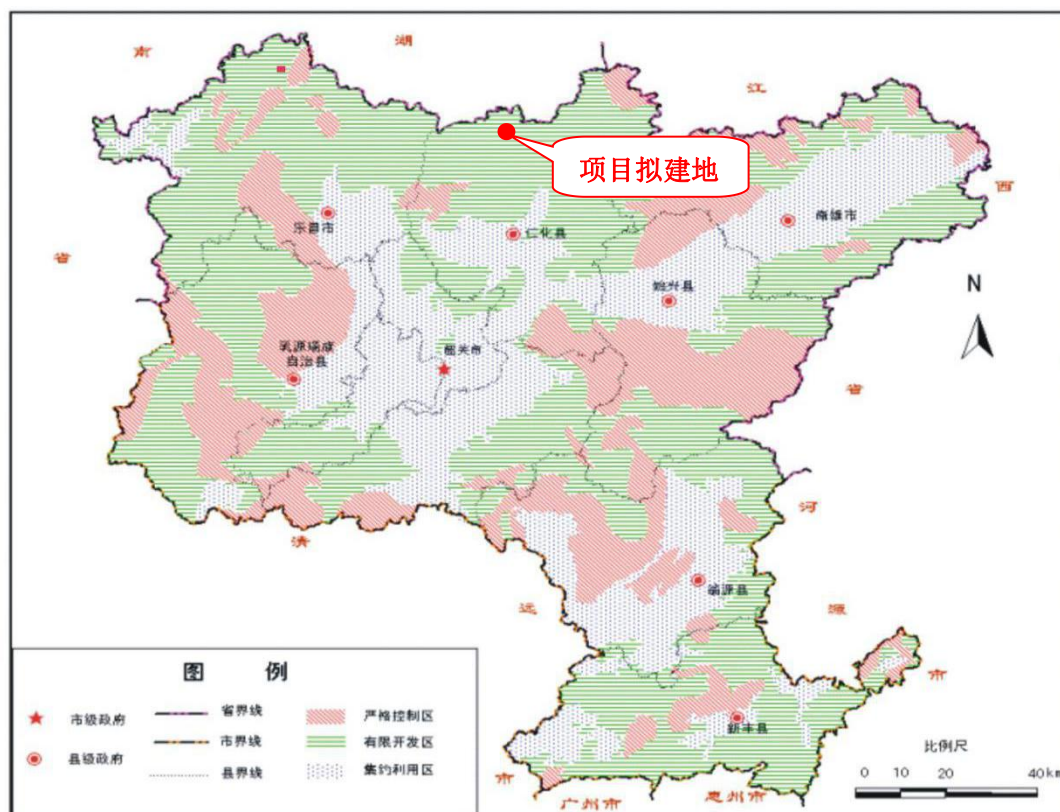 南
湖
江
项目拟建地
西
南雄市
乐昌市
仁化县
省
始兴县
N
韶关市
乳源瑶族
自治县
省
河
清
翁源县
远
源
市
新丰县
图 例
市级政府
省界线
严格控制区
县级政府
市界线
有限开发区
县界线
集约利用区
比例尺
0 10 20 40km
市
广州市
惠州市